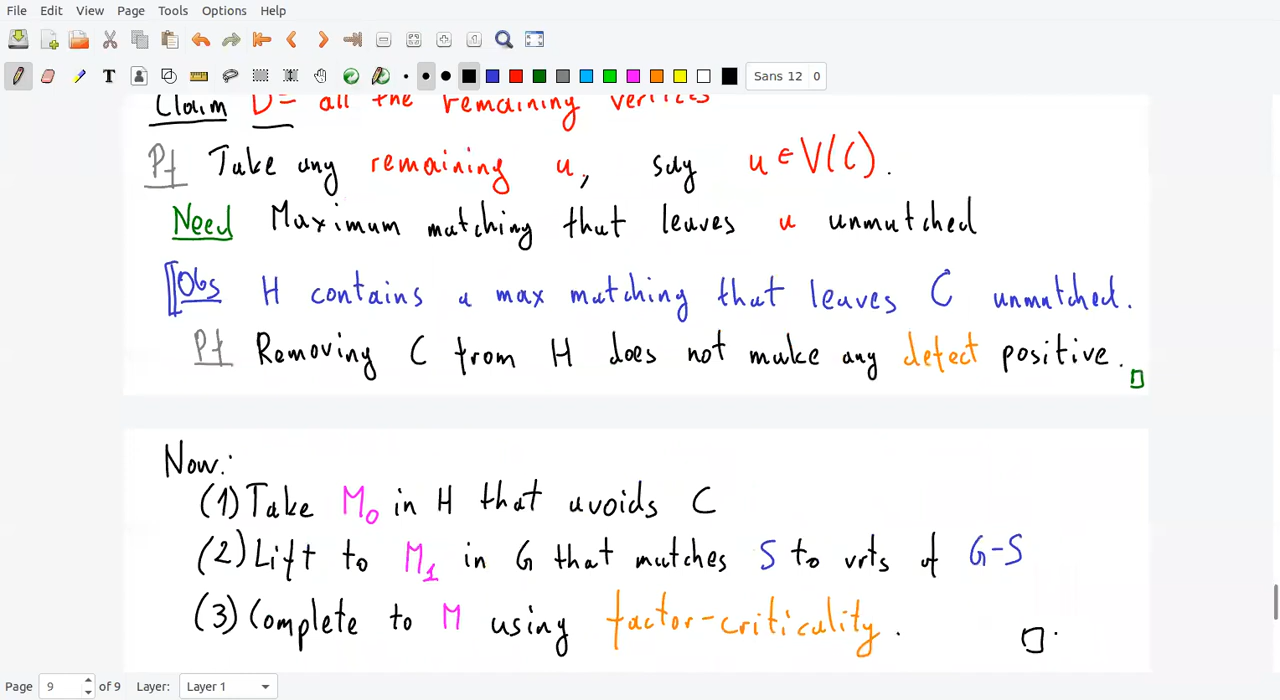 File Edit View Page Tools Options Help
Sans 12 0
Claim D = all the remaining vertices
Pf Take any remaining u, say u ∈ V(C).
Need Maximum matching that leaves u unmatched
Obs H contains a max matching that leaves C unmatched.
Pf Removing C from H does not make any defect positive. □
Now:
(1) Take M₀ in H that avoids C
(2) Lift to M₁ in G that matches S to vrts of G-S
(3) Complete to M using factor-criticality. □.
Page 9 of 9 Layer: Layer 1